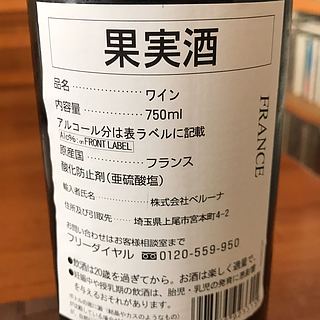 果実酒
品名 ワイン
内容量 750ml
アルコール分は表ラベルに記載
Alc%: on FRONT LABEL
原産国 フランス
酸化防止剤(亜硫酸塩)
輸入者氏名 株式会社ベルーナ
住所及び引取先 埼玉県上尾市宮本町4-2
お問い合わせはお客様相談室まで
フリーダイヤル 0120-559-950
●飲酒は20歳を過ぎてから。お酒は楽しく適量で。
●妊娠中や授乳期の飲酒は、胎児・乳児の発育に悪影響
を与えるおそれがあります。
FRANCE